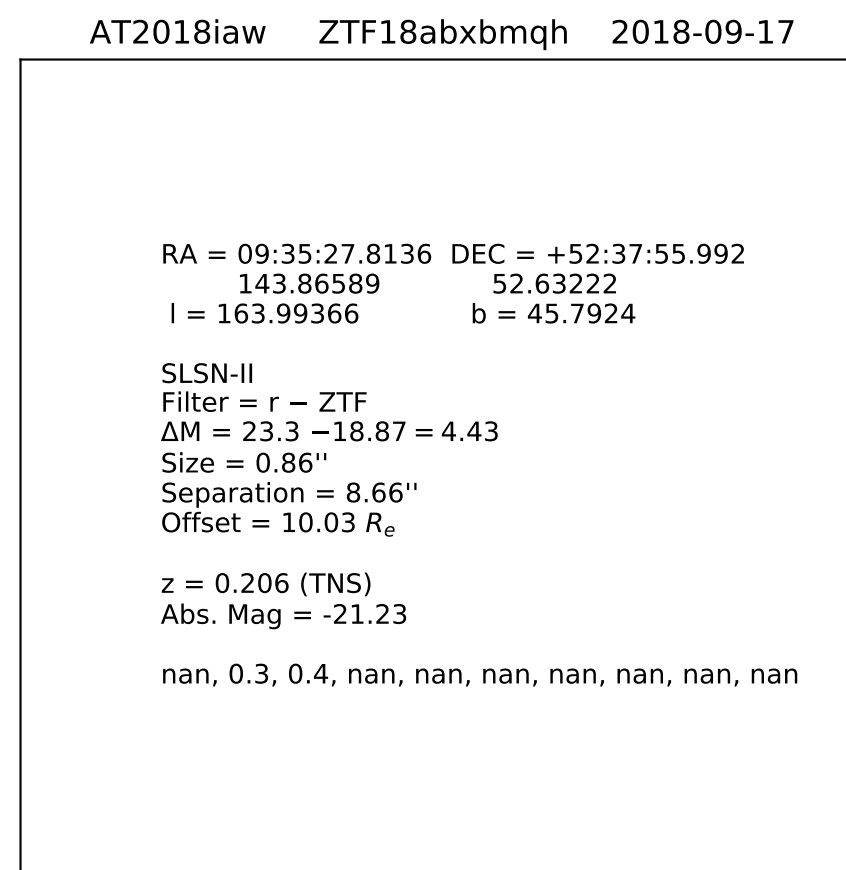 AT2018iaw ZTF18abxbmqh 2018-09-17
RA = 09:35:27.8136 DEC = +52:37:55.992
143.86589 52.63222
l = 163.99366 b = 45.7924
SLSN-II
Filter = r − ZTF
ΔM = 23.3 −18.87 = 4.43
Size = 0.86''
Separation = 8.66''
Offset = 10.03 Re
z = 0.206 (TNS)
Abs. Mag = -21.23
nan, 0.3, 0.4, nan, nan, nan, nan, nan, nan, nan